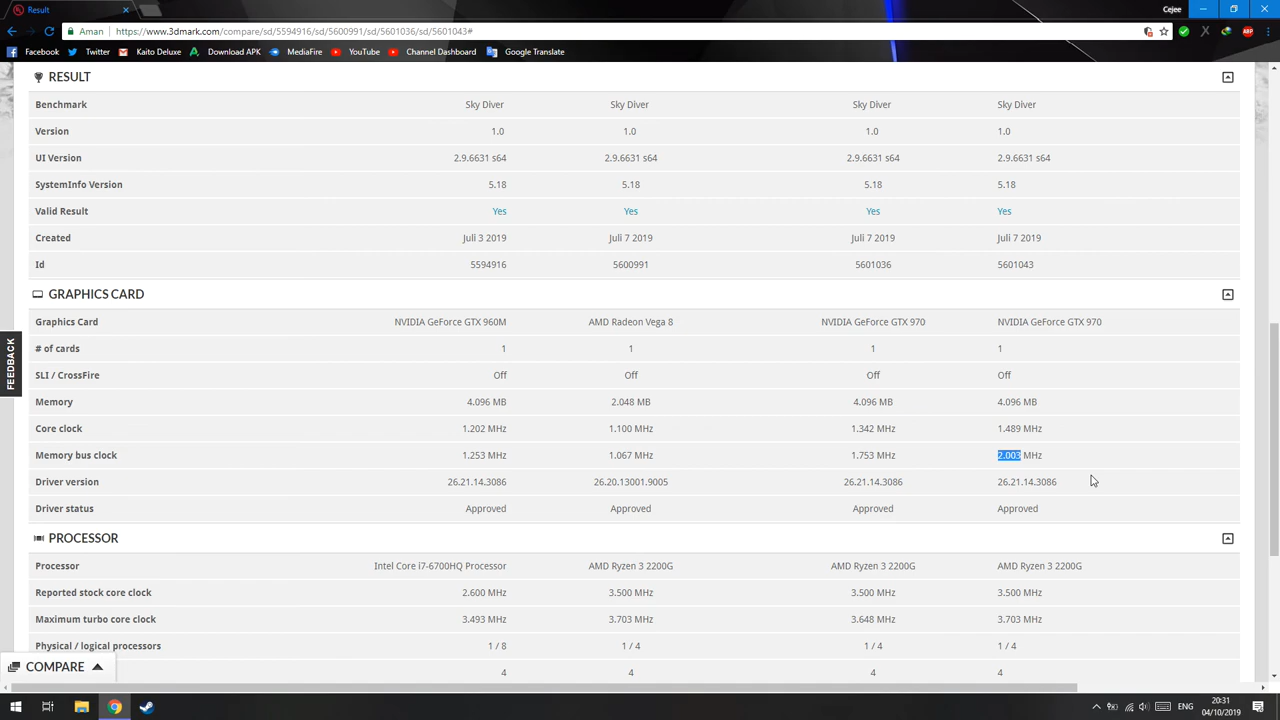 Result
Cejee
Aman
https://www.3dmark.com/compare/sd/5594916/sd/5600991/sd/5601036/sd/5601043#
ABP
Facebook Twitter Kaito Deluxe Download APK MediaFire YouTube Channel Dashboard Google Translate
RESULT
Benchmark Sky Diver Sky Diver Sky Diver Sky Diver
Version 1.0 1.0 1.0 1.0
UI Version 2.9.6631 s64 2.9.6631 s64 2.9.6631 s64 2.9.6631 s64
SystemInfo Version 5.18 5.18 5.18 5.18
Valid Result Yes Yes Yes Yes
Created Juli 3 2019 Juli 7 2019 Juli 7 2019 Juli 7 2019
Id 5594916 5600991 5601036 5601043
GRAPHICS CARD
Graphics Card NVIDIA GeForce GTX 960M AMD Radeon Vega 8 NVIDIA GeForce GTX 970 NVIDIA GeForce GTX 970
# of cards 1 1 1 1
SLI / CrossFire Off Off Off Off
Memory 4.096 MB 2.048 MB 4.096 MB 4.096 MB
Core clock 1.202 MHz 1.100 MHz 1.342 MHz 1.489 MHz
Memory bus clock 1.253 MHz 1.067 MHz 1.753 MHz 2.003 MHz
Driver version 26.21.14.3086 26.20.13001.9005 26.21.14.3086 26.21.14.3086
Driver status Approved Approved Approved Approved
PROCESSOR
Processor Intel Core i7-6700HQ Processor AMD Ryzen 3 2200G AMD Ryzen 3 2200G AMD Ryzen 3 2200G
Reported stock core clock 2.600 MHz 3.500 MHz 3.500 MHz 3.500 MHz
Maximum turbo core clock 3.493 MHz 3.703 MHz 3.648 MHz 3.703 MHz
Physical / logical processors 1 / 8 1 / 4 1 / 4 1 / 4
4 4 4 4
FEEDBACK
COMPARE
ENG
20:31
04/10/2019